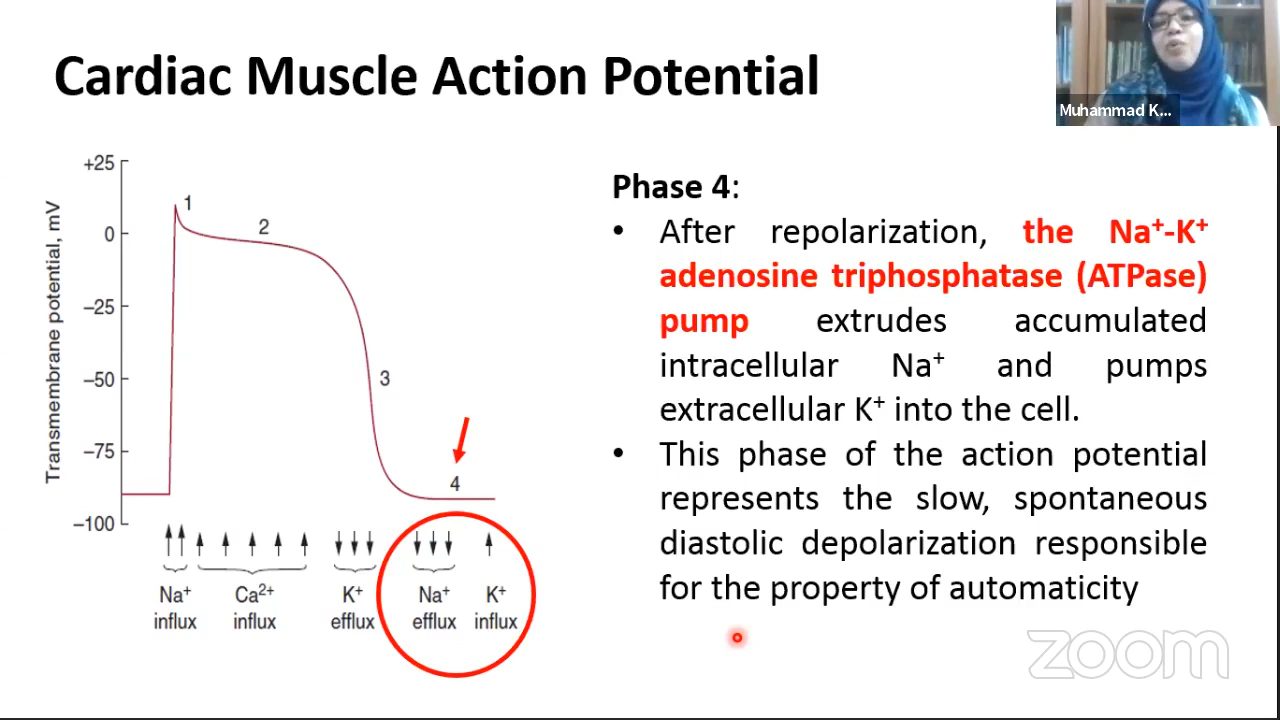 Cardiac Muscle Action Potential
Muhammad K...
+25
0
–25
–50
–75
–100
Transmembrane potential, mV
1
2
3
4
Na+ influx
Ca2+ influx
K+ efflux
Na+ efflux
K+ influx
Phase 4:
• After repolarization, the Na+-K+
adenosine triphosphatase (ATPase)
pump extrudes accumulated
intracellular Na+ and pumps
extracellular K+ into the cell.
• This phase of the action potential
represents the slow, spontaneous
diastolic depolarization responsible
for the property of automaticity
zoom